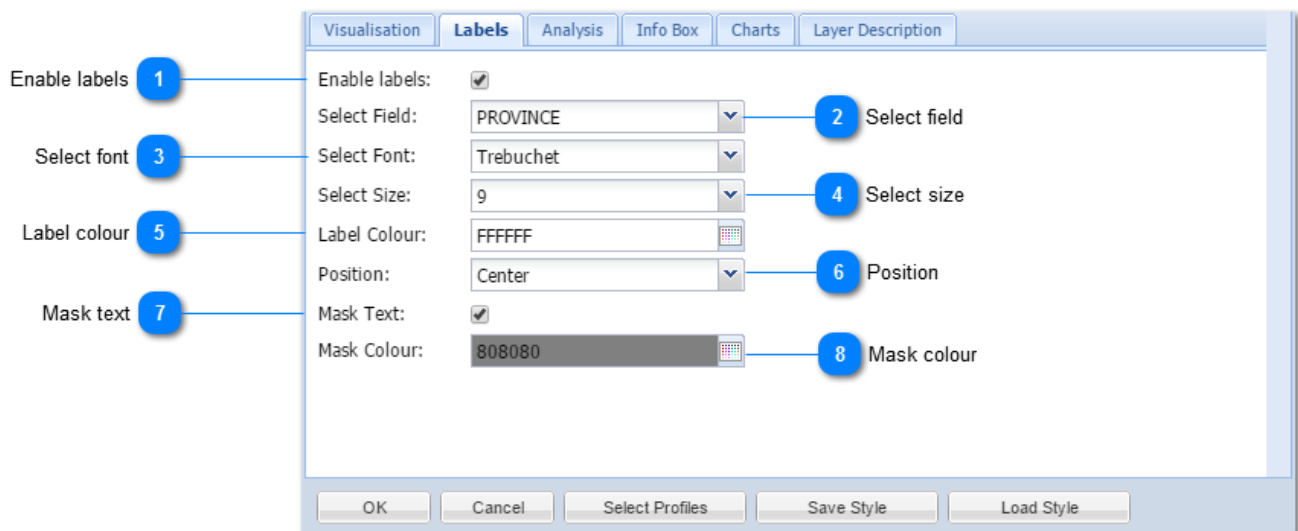 Visualisation Labels Analysis Info Box Charts Layer Description
Enable labels 1 Enable labels:
Select Field: PROVINCE 2 Select field
Select font 3 Select Font: Trebuchet
Select Size: 9 4 Select size
Label colour 5 Label Colour: FFFFFF
Position: Center 6 Position
Mask text 7 Mask Text:
Mask Colour: 808080 8 Mask colour
OK Cancel Select Profiles Save Style Load Style